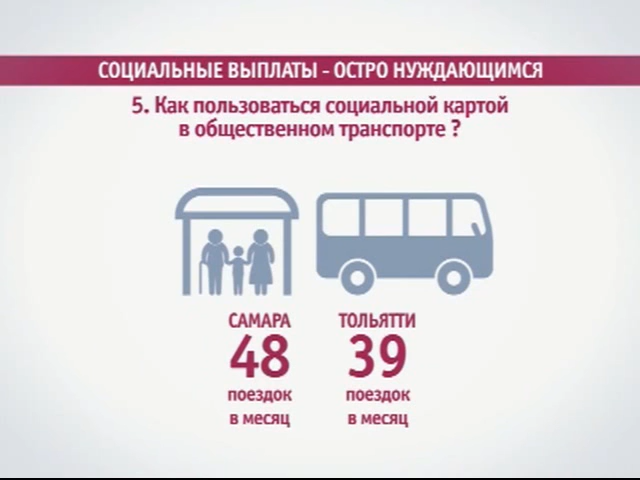 СОЦИАЛЬНЫЕ ВЫПЛАТЫ - ОСТРО НУЖДАЮЩИМСЯ
5. Как пользоваться социальной картой
в общественном транспорте ?
САМАРА
48
поездок
в месяц
ТОЛЬЯТТИ
39
поездок
в месяц